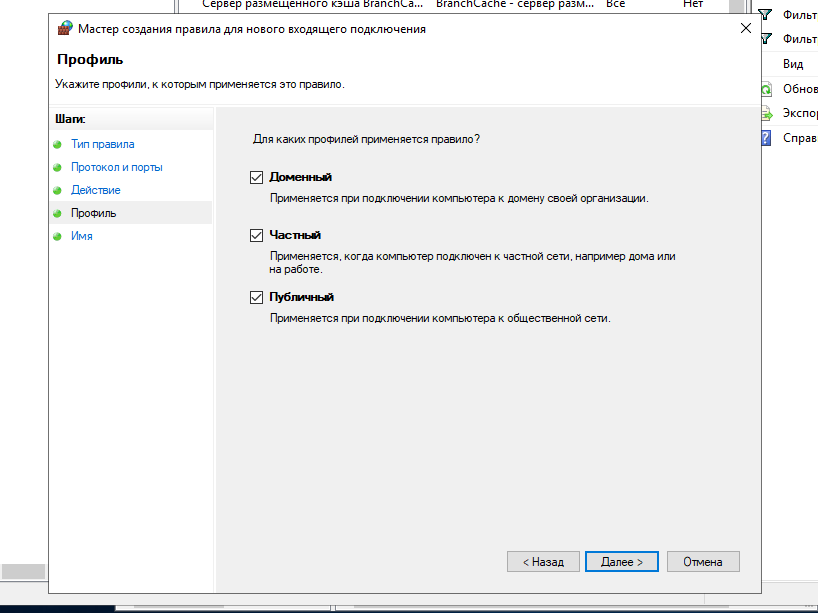 Сервер размещенного кэша BranchCa... BranchCache - сервер разм... Все Нет
Мастер создания правила для нового входящего подключения
Профиль
Укажите профили, к которым применяется это правило.
Шаги:
Тип правила
Протокол и порты
Действие
Профиль
Имя
Для каких профилей применяется правило?
Доменный
Применяется при подключении компьютера к домену своей организации.
Частный
Применяется, когда компьютер подключен к частной сети, например дома или
на работе.
Публичный
Применяется при подключении компьютера к общественной сети.
< Назад
Далее >
Отмена
Фильт
Фильт
Вид
Обнов
Экспор
Справ